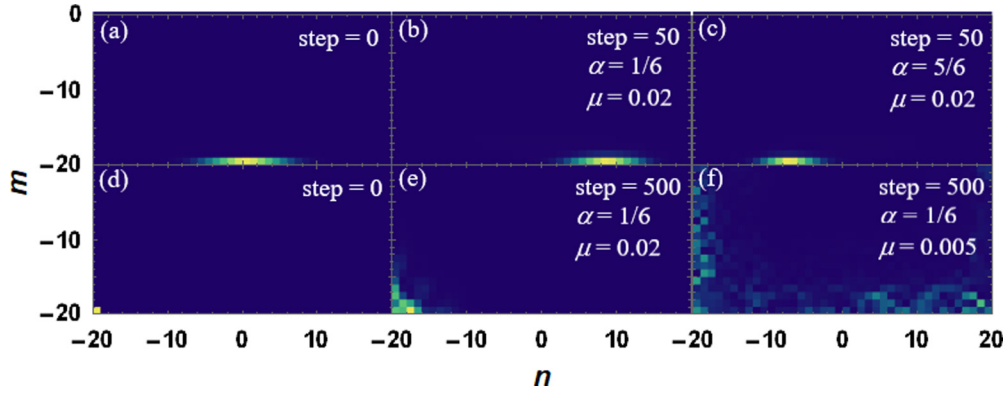 0
(a)
step = 0
(b)
step = 50
α = 1/6
μ = 0.02
(c)
step = 50
α = 5/6
μ = 0.02
−10
−20
m
(d)
step = 0
(e)
step = 500
α = 1/6
μ = 0.02
(f)
step = 500
α = 1/6
μ = 0.005
−10
−20
−20 −10 0 10 −20 −10 0 10 −20 −10 0 10 20
n